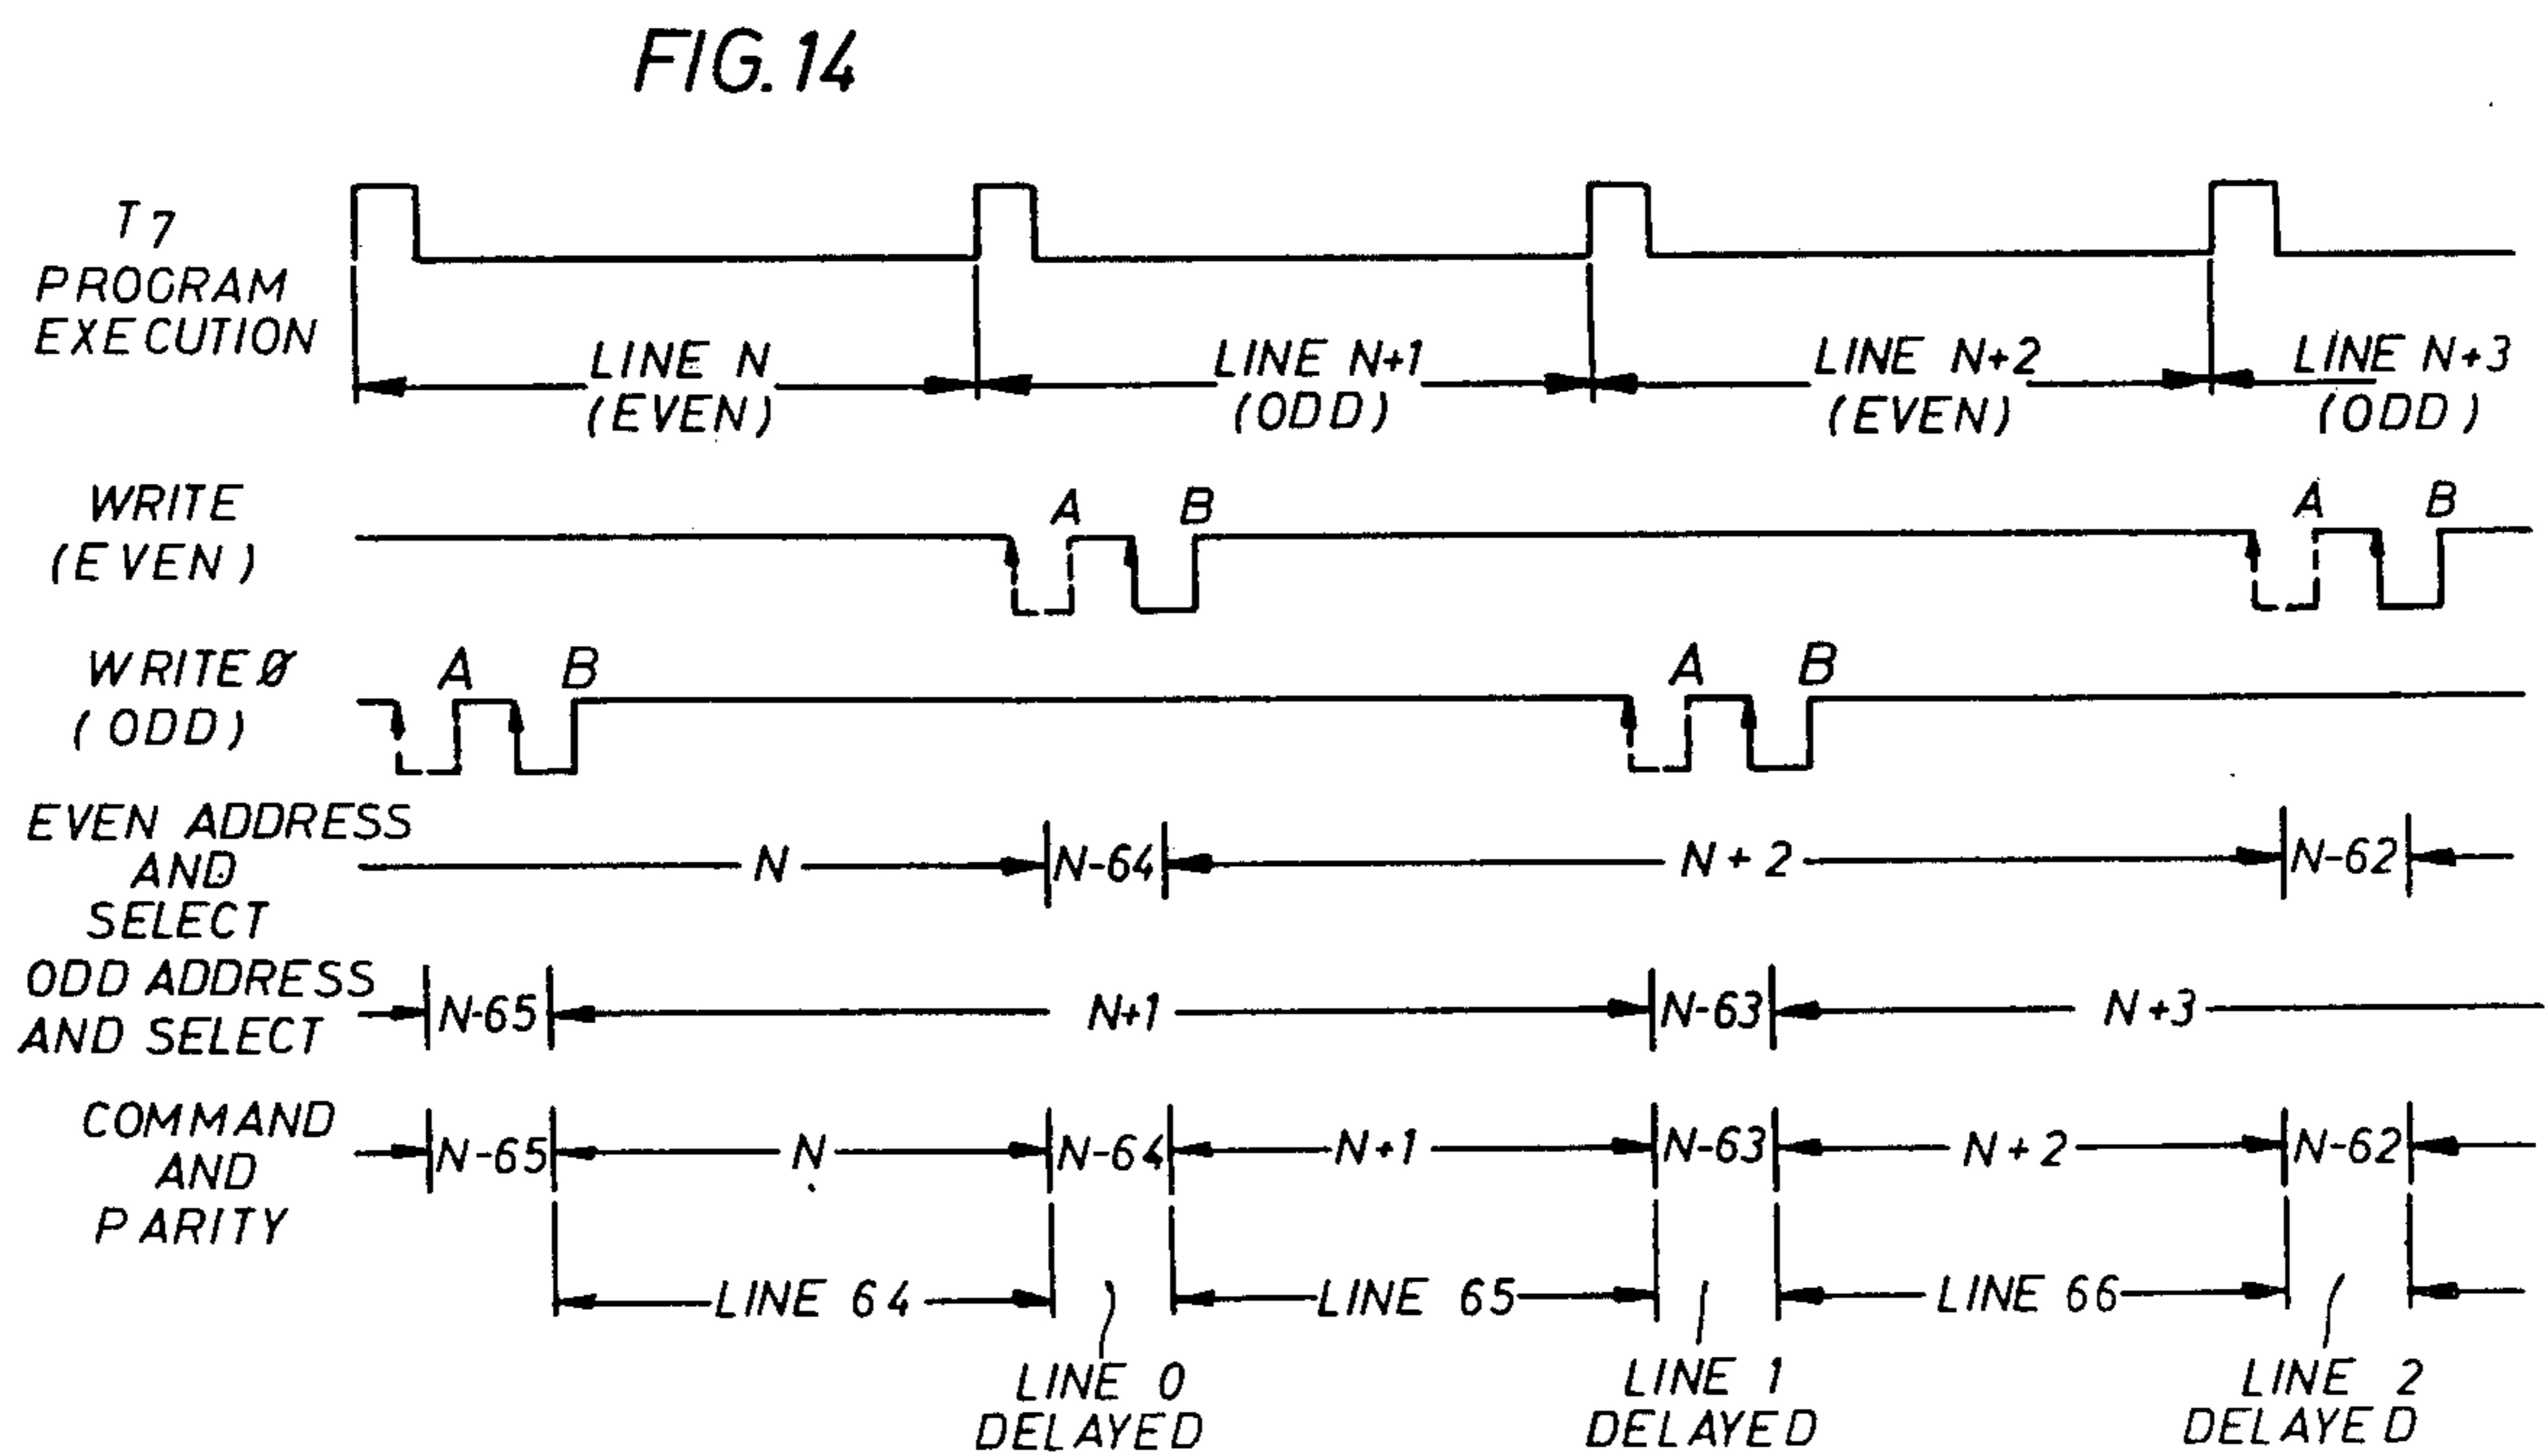 FIG. 14
T7
PROGRAM
EXECUTION
LINE N
(EVEN)
LINE N+1
(ODD)
LINE N+2
(EVEN)
LINE N+3
(ODD)
WRITE
(EVEN)
A B A B
WRITE Ø
(ODD)
A B A B
EVEN ADDRESS
AND
SELECT
N N-64 N+2 N-62
ODD ADDRESS
AND SELECT
N-65 N+1 N-63 N+3
COMMAND
AND
PARITY
N-65 N N-64 N+1 N-63 N+2 N-62
LINE 64 LINE 65 LINE 66
LINE 0
DELAYED
LINE 1
DELAYED
LINE 2
DELAYED